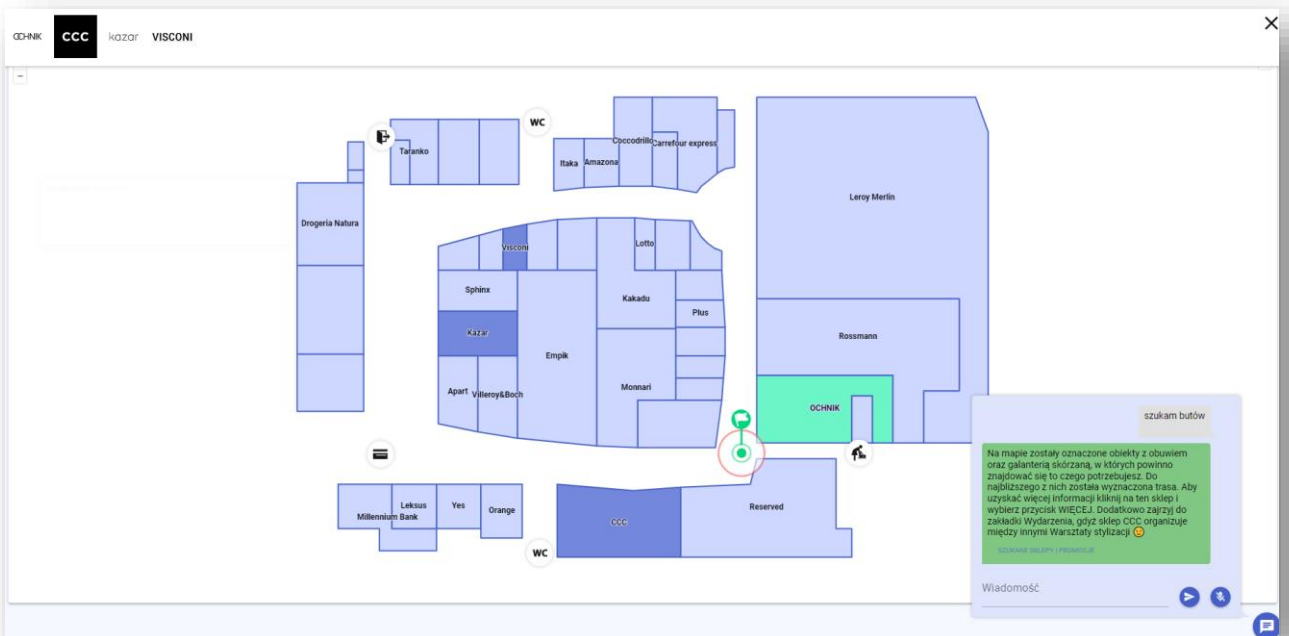 OCHNIK CCC kazar VISCONI
WC
Taranko
Coccodrillo
Carrefour express
Itaka
Amazona
Leroy Merlin
Drogeria Natura
Visconi
Lotto
Sphinx
Kakadu
Plus
Kazar
Rossmann
Empik
Apart
Villeroy&Boch
Monnari
OCHNIK
szukam butów
Na mapie zostały oznaczone obiekty z obuwiem
oraz galanterią skórzaną, w których powinno
znajdować się to czego potrzebujesz. Do
najbliższego z nich została wyznaczona trasa. Aby
uzyskać więcej informacji kliknij na ten sklep i
wybierz przycisk WIĘCEJ. Dodatkowo zajrzyj do
zakładki Wydarzenia, gdyż sklep CCC organizuje
między innymi Warsztaty stylizacji
SZUKANE SKLEPY I PROMOCJE
Leksus
Yes
Orange
Millennium Bank
CCC
Reserved
WC
Wiadomość